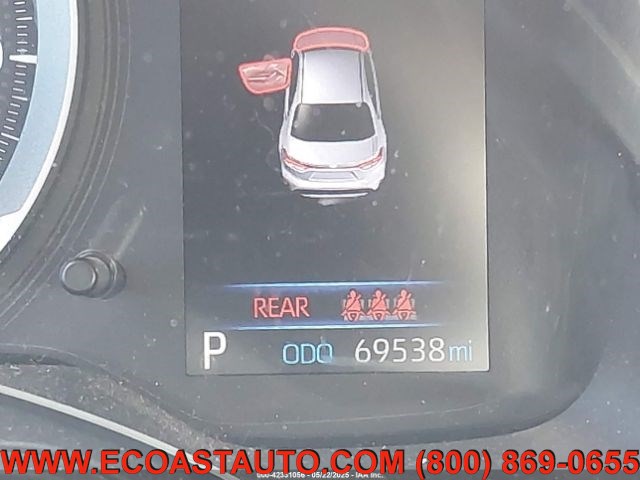 REAR
P ODO 69538 mi
WWW.ECOASTAUTO.COM (800) 869-0655